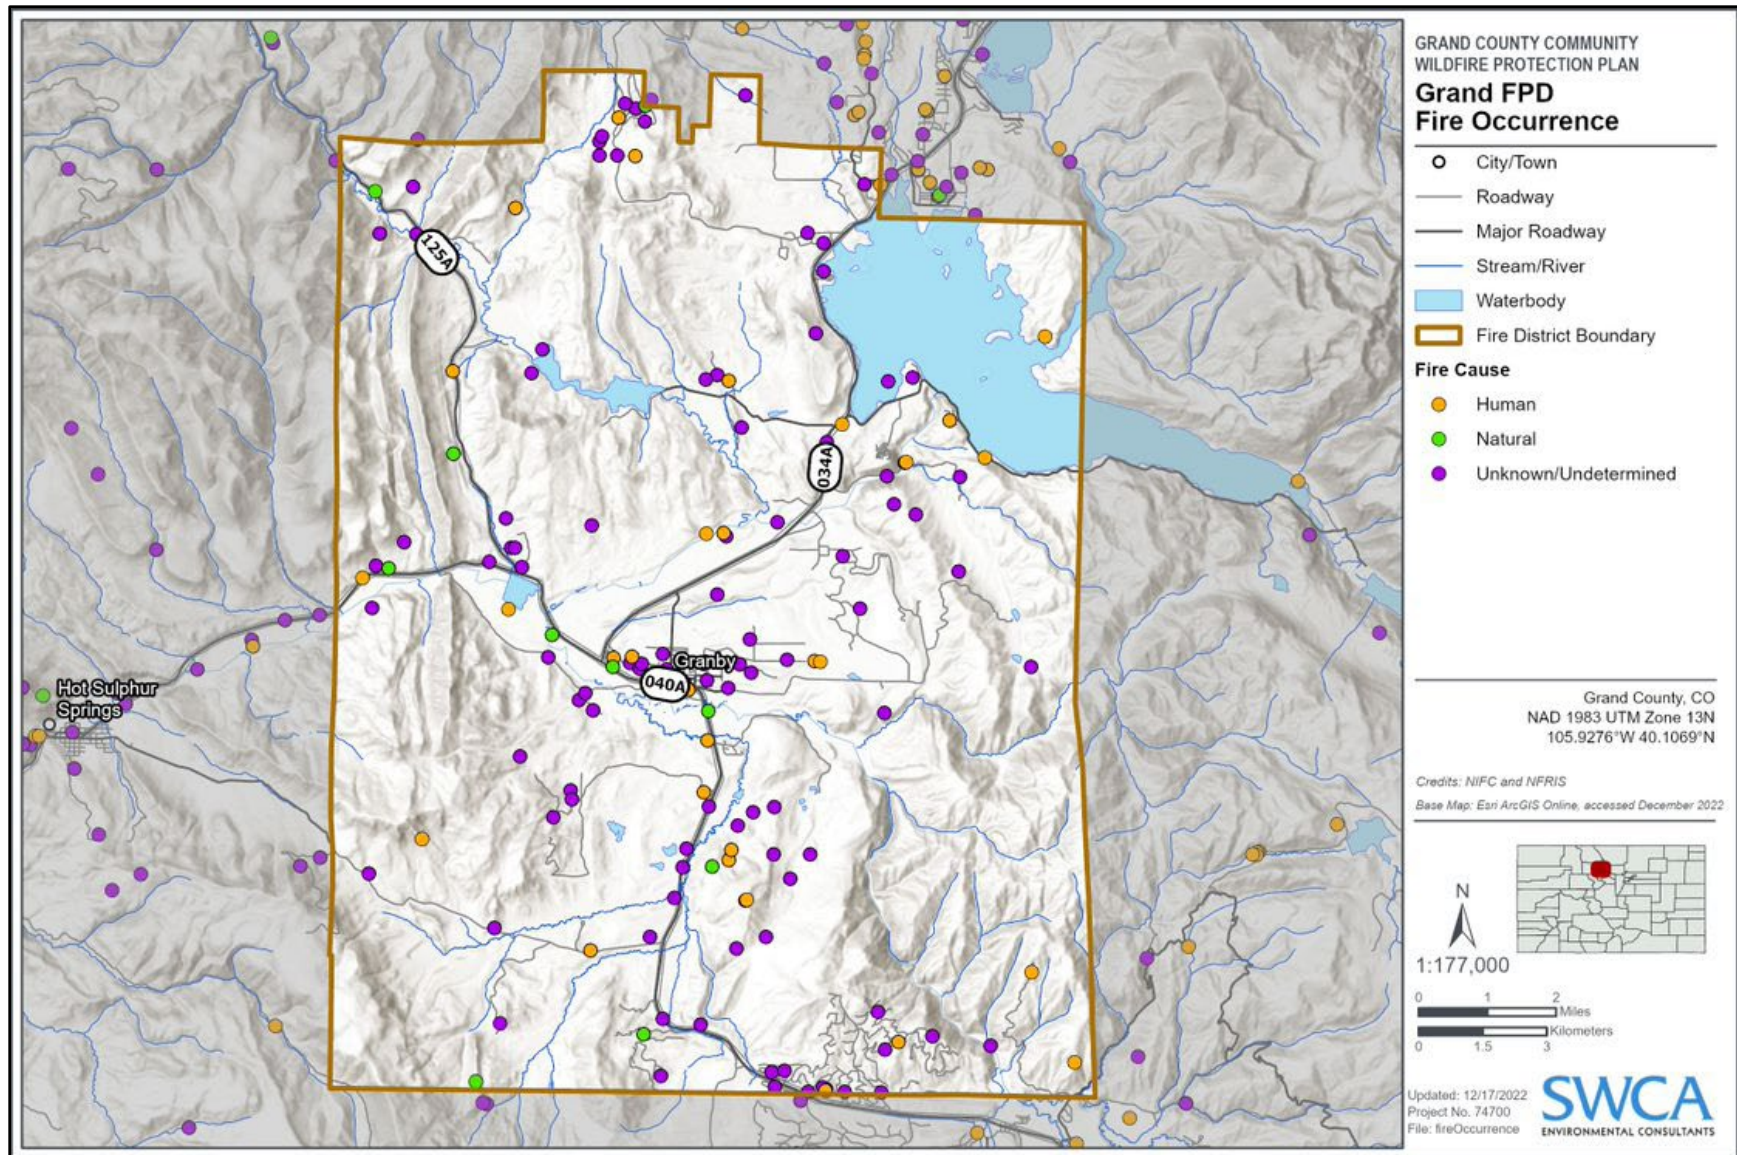 GRAND COUNTY COMMUNITY
WILDFIRE PROTECTION PLAN
Grand FPD
Fire Occurrence
City/Town
Roadway
Major Roadway
Stream/River
Waterbody
Fire District Boundary
Fire Cause
Human
Natural
Unknown/Undetermined
125A
034A
Granby
040A
Hot Sulphur
Springs
Grand County, CO
NAD 1983 UTM Zone 13N
105.9276°W 40.1069°N
Credits: NIFC and NFRIS
Base Map: Esri ArcGIS Online, accessed December 2022
N
1:177,000
0 1 2
Miles
Kilometers
0 1.5 3
Updated: 12/17/2022
Project No. 74700
File: fireOccurrence
SWCA
ENVIRONMENTAL CONSULTANTS